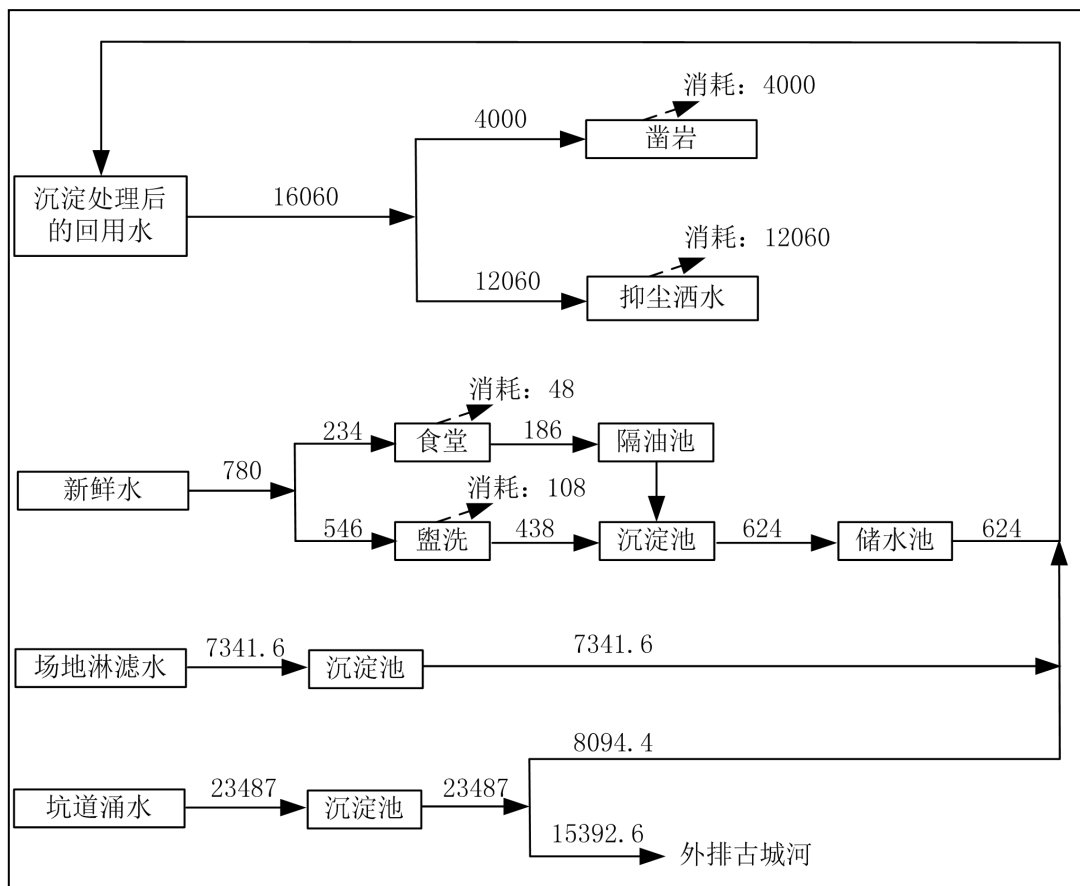 消耗：4000
4000
凿岩
沉淀处理后
的回用水
16060
消耗：12060
12060
抑尘洒水
消耗：48
234
食堂
186
隔油池
新鲜水
780
消耗：108
546
盥洗
438
沉淀池
624
储水池
624
场地淋滤水
7341.6
沉淀池
7341.6
8094.4
坑道涌水
23487
沉淀池
23487
15392.6
外排古城河